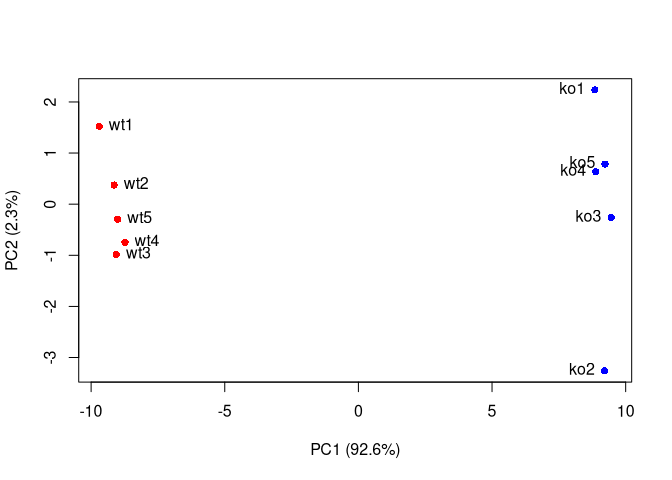 ko1
2
wt1
1
ko5
ko4
wt2
0
ko3
wt5
wt4
-1
wt3
-2
-3
ko2
PC2 (2.3%)
-10 -5 0 5 10
PC1 (92.6%)